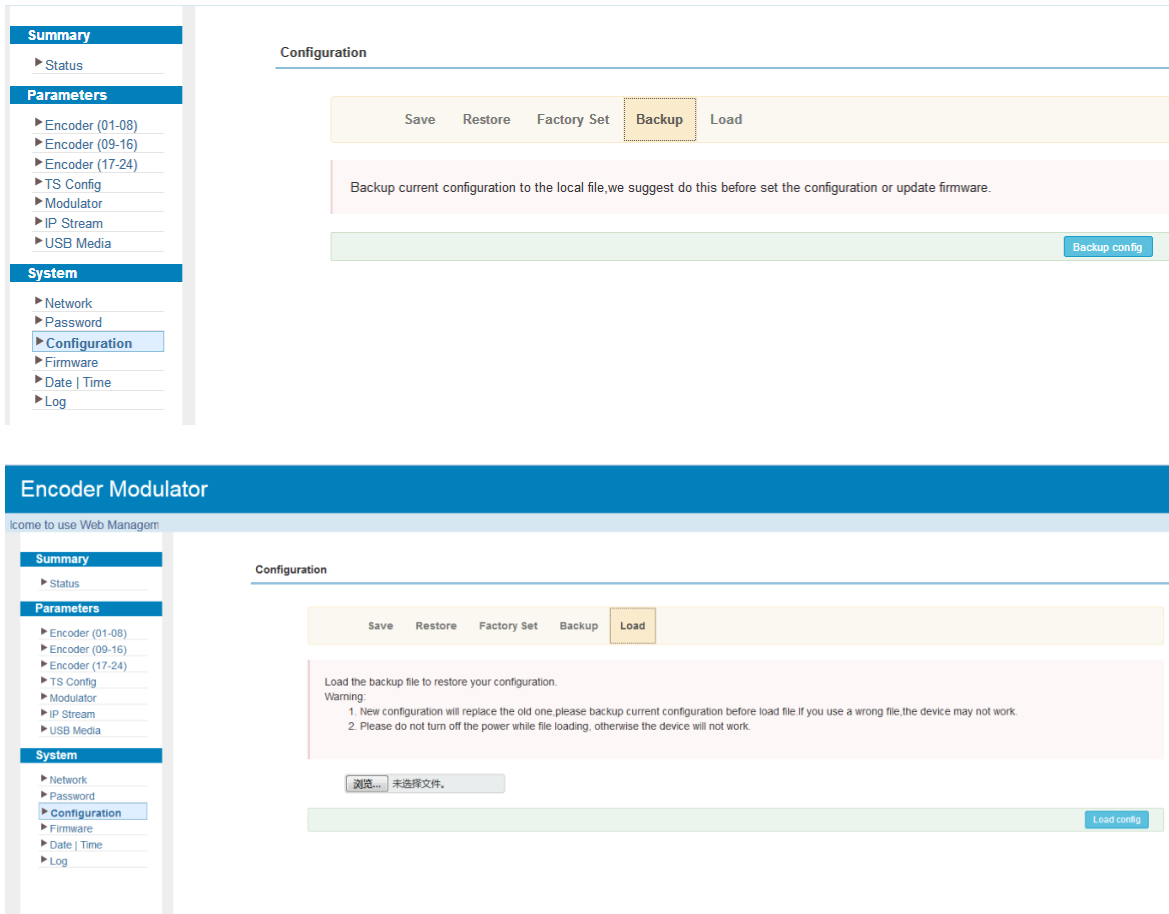 Summary
Status
Parameters
Encoder (01-08)
Encoder (09-16)
Encoder (17-24)
TS Config
Modulator
IP Stream
USB Media
System
Network
Password
Configuration
Firmware
Date | Time
Log
Configuration
Save Restore Factory Set Backup Load
Backup current configuration to the local file,we suggest do this before set the configuration or update firmware.
Backup config
Encoder Modulator
lcome to use Web Managem
Summary
Status
Parameters
Encoder (01-08)
Encoder (09-16)
Encoder (17-24)
TS Config
Modulator
IP Stream
USB Media
System
Network
Password
Configuration
Firmware
Date | Time
Log
Configuration
Save Restore Factory Set Backup Load
Load the backup file to restore your configuration.
Warning:
1. New configuration will replace the old one,please backup current configuration before load file.If you use a wrong file,the device may not work.
2. Please do not turn off the power while file loading, otherwise the device will not work.
浏览... 未选择文件。
Load config